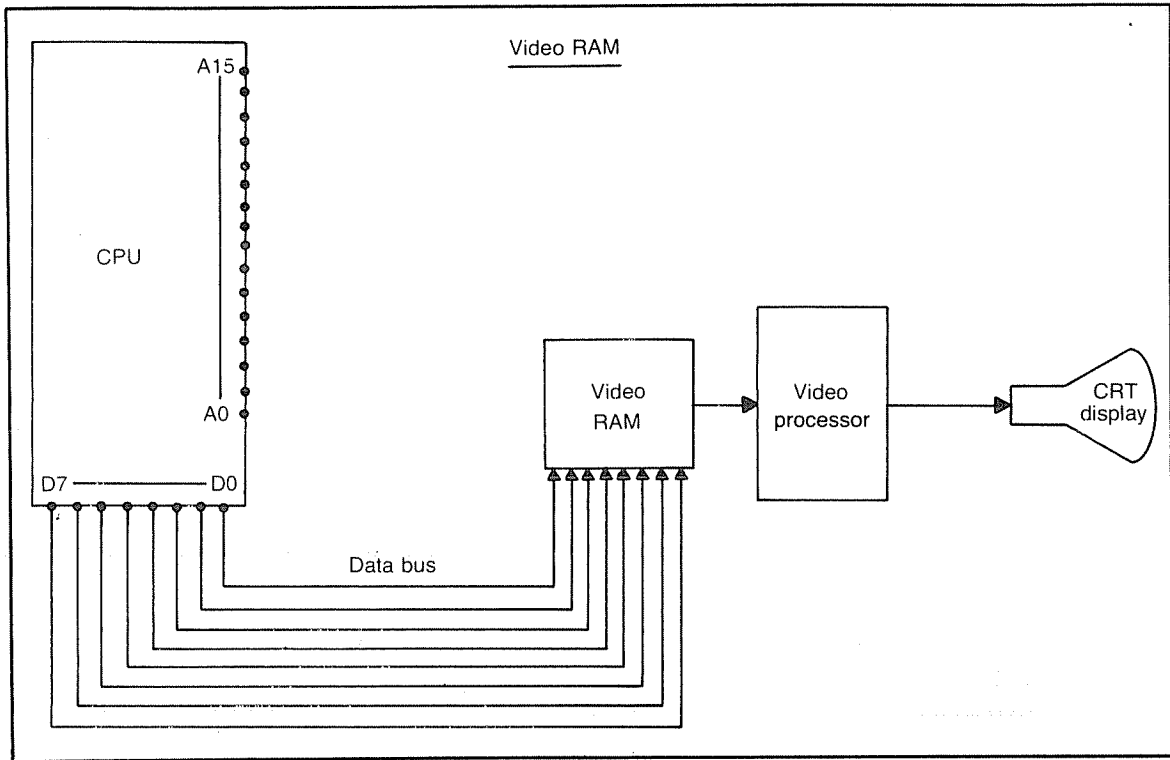 Video RAM
A15
CPU
A0
D7
D0
Data bus
Video
RAM
Video
processor
CRT
display